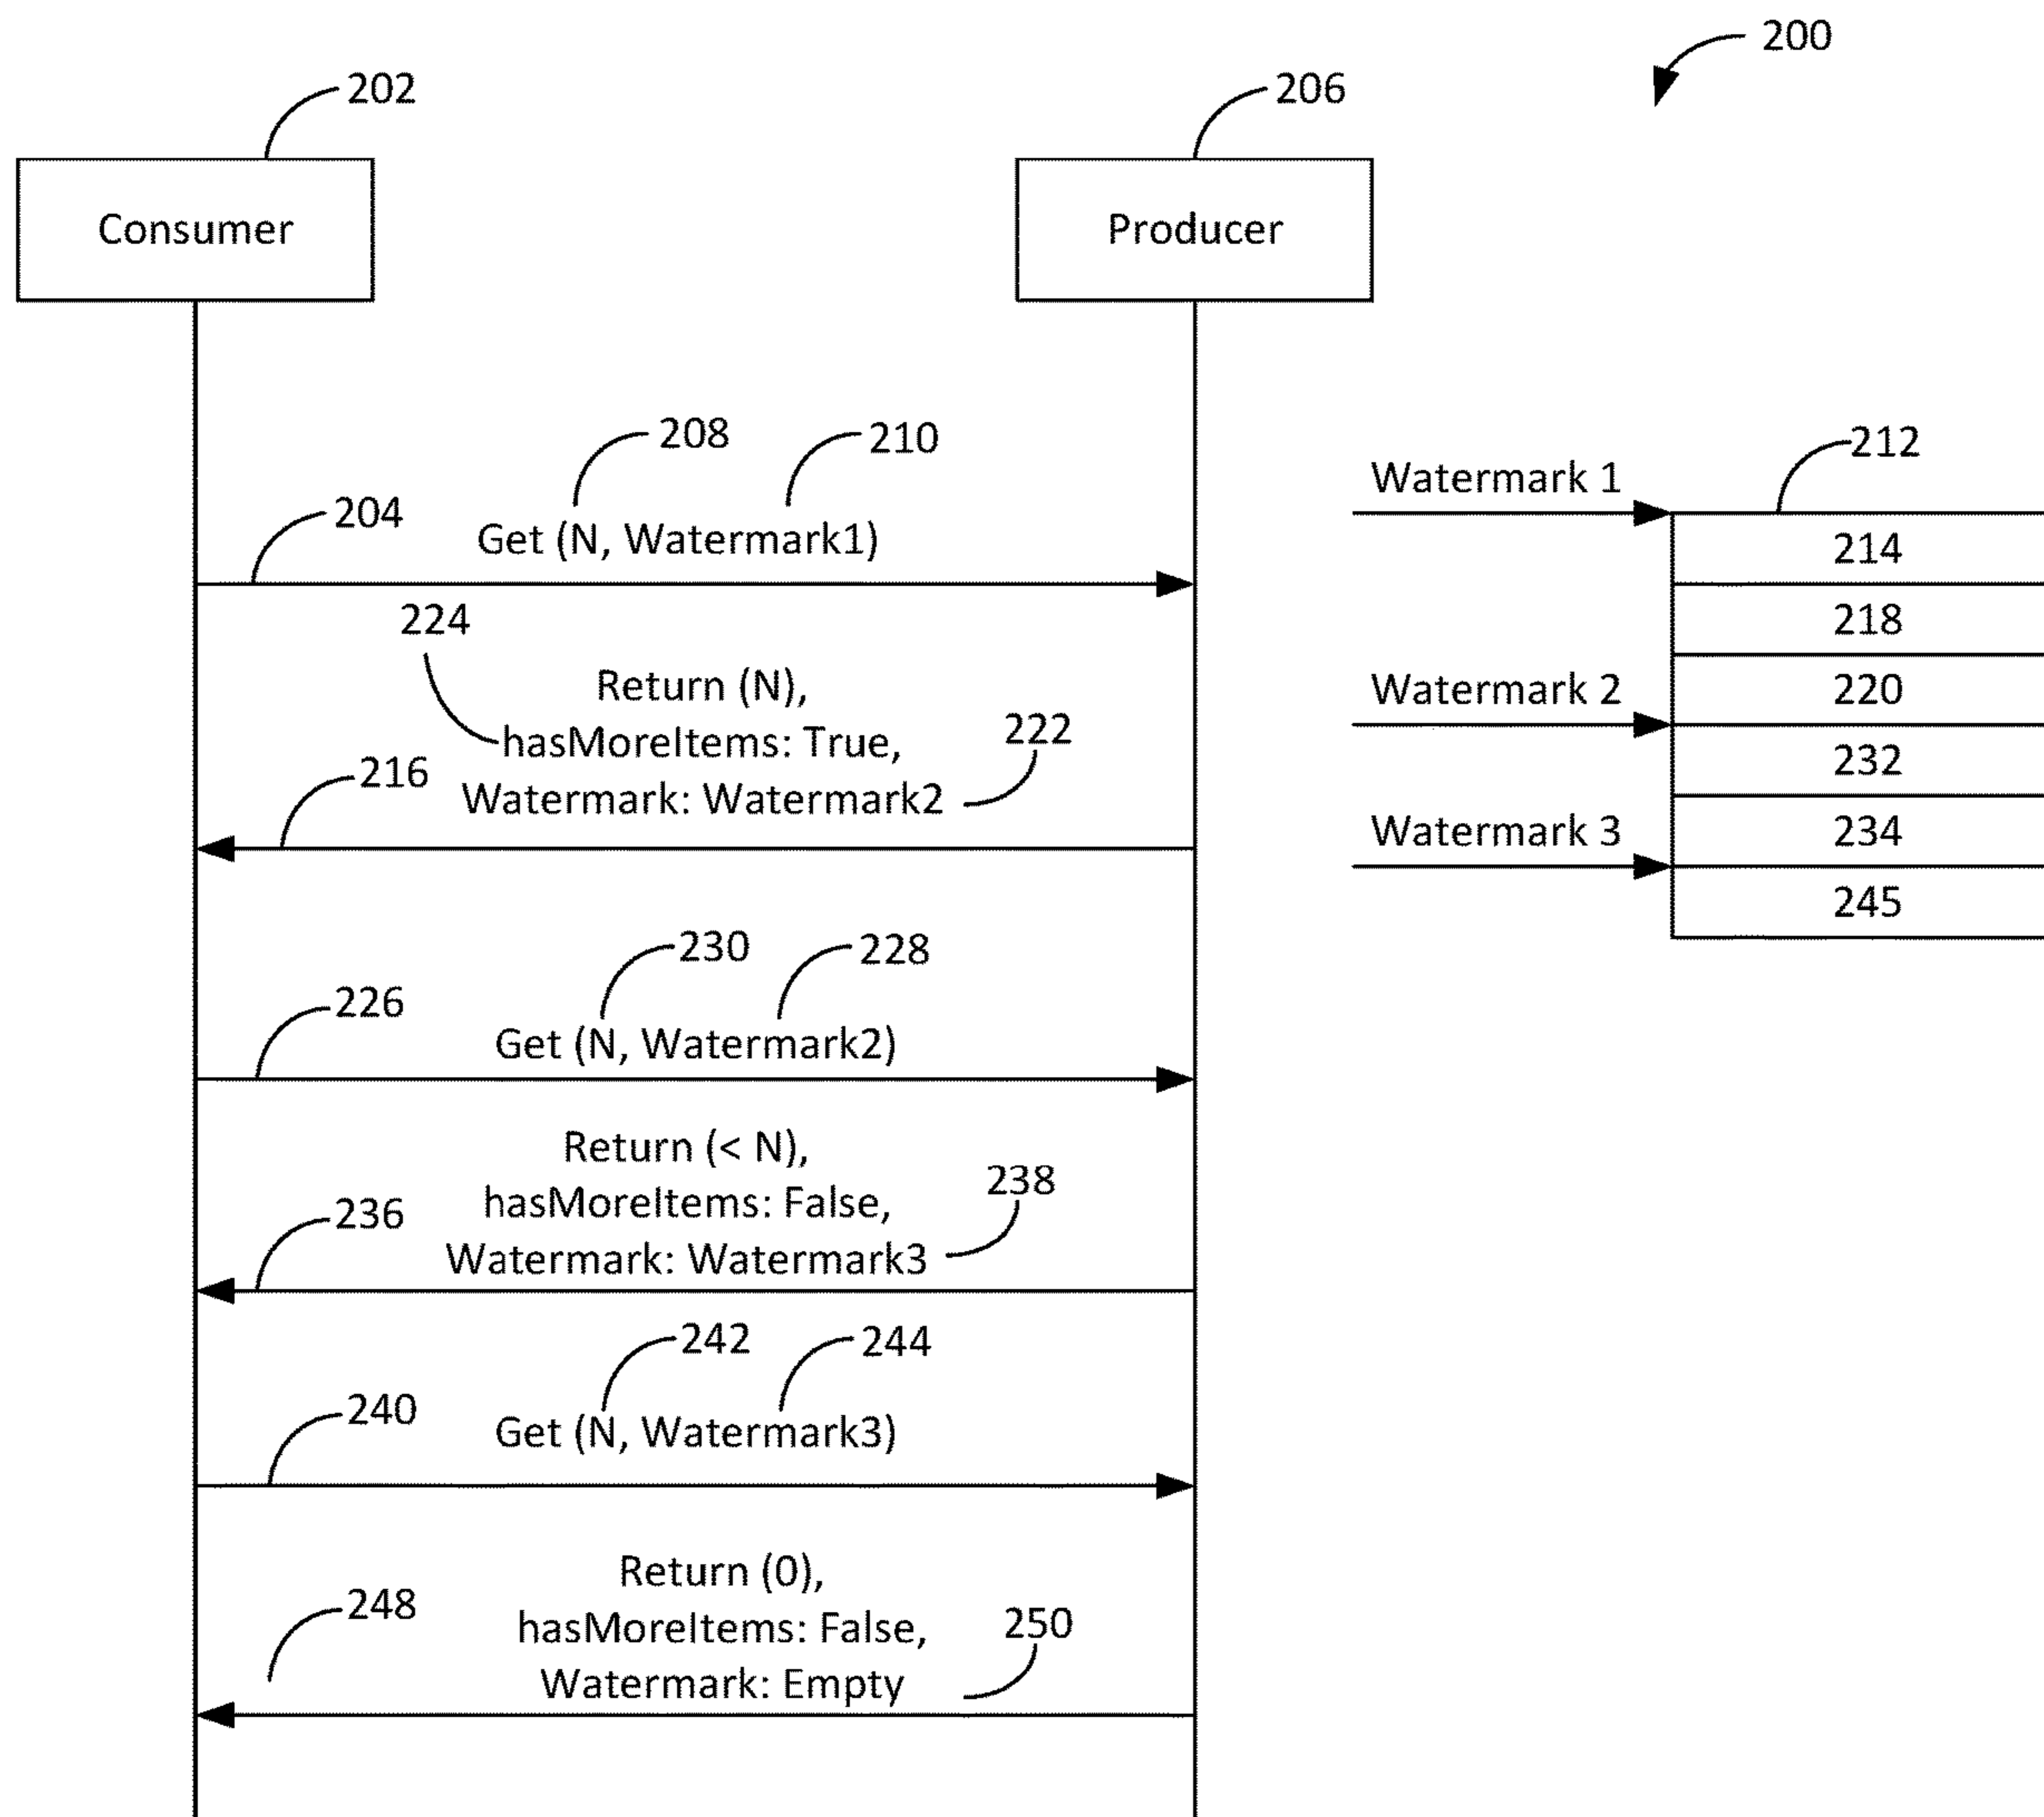 200
202
206
Consumer
Producer
208
210
212
Watermark 1
204
Get (N, Watermark1)
214
224
218
Return (N),
Watermark 2
220
hasMoreItems: True,
222
216
232
Watermark: Watermark2
Watermark 3
234
245
230
228
226
Get (N, Watermark2)
Return (< N),
238
hasMoreItems: False,
236
Watermark: Watermark3
242
244
240
Get (N, Watermark3)
Return (0),
248
hasMoreItems: False,
250
Watermark: Empty